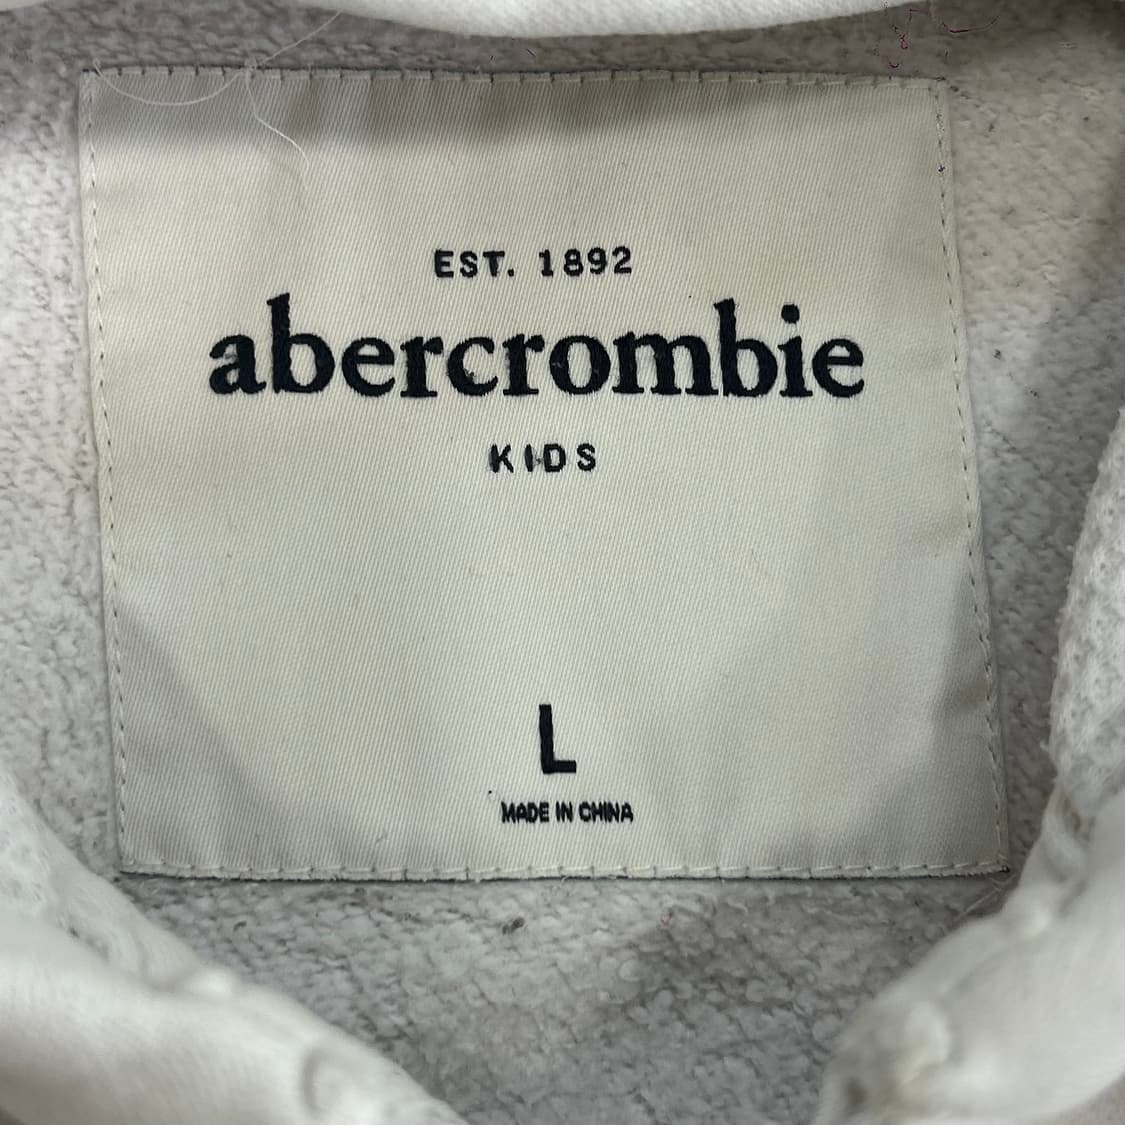 EST. 1892
abercrombie
KIDS
L
MADE IN CHINA